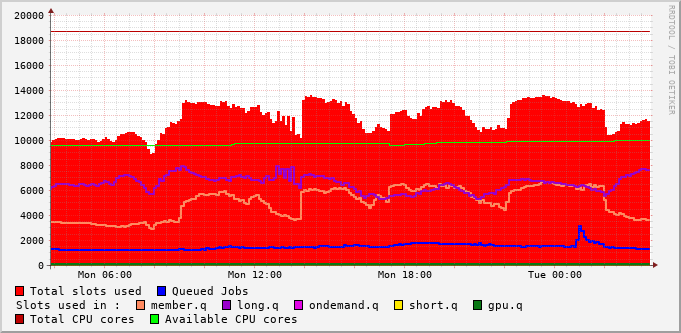 20000
18000
16000
14000
12000
10000
8000
6000
4000
2000
0
Mon 06:00 Mon 12:00 Mon 18:00 Tue 00:00
Total slots used Queued Jobs
Slots used in : member.q long.q ondemand.q short.q gpu.q
Total CPU cores Available CPU cores
RRDTOOL / TOBI OETIKER